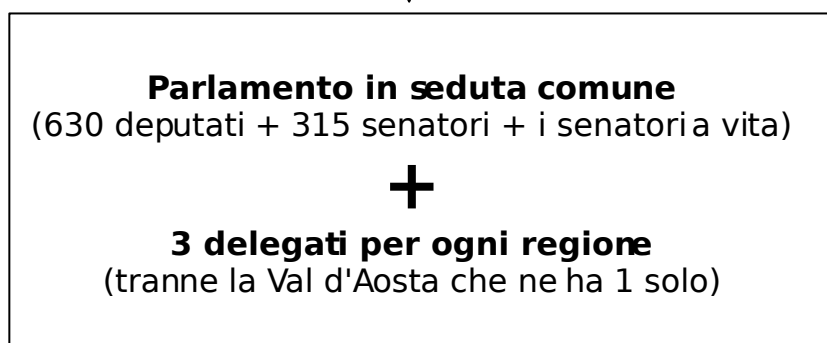 Parlamento in seduta comune
(630 deputati + 315 senatori + i senatori a vita)
+
3 delegati per ogni regione
(tranne la Val d'Aosta che ne ha 1 solo)